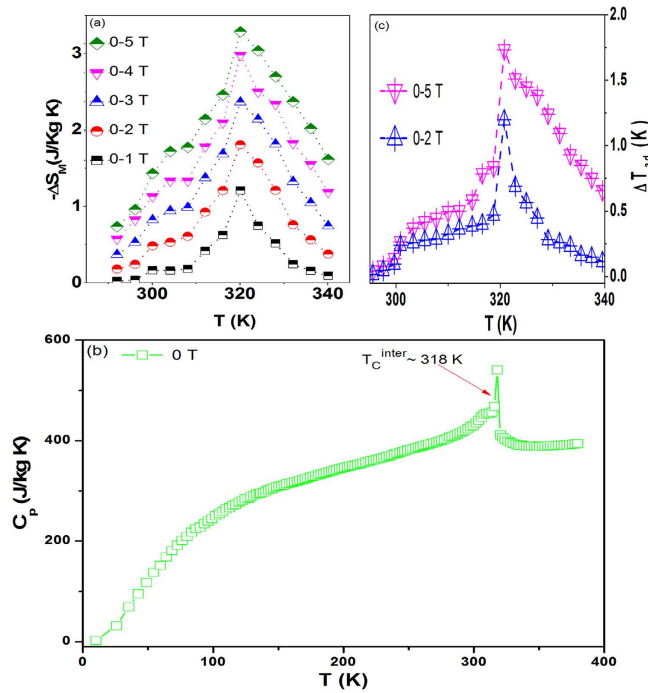 (a)
0-5 T
0-4 T
0-3 T
0-2 T
0-1 T
-ΔS_M(J/Kg K)
3
2
1
0
300
320
340
T (K)
(c)
0-5 T
0-2 T
ΔT_ad (K)
2.0
1.5
1.0
0.5
0.0
300
320
340
T (K)
(b)
0 T
T_C^inter ~ 318 K
C_p (J/kg K)
600
400
200
0
0
100
200
300
400
T (K)